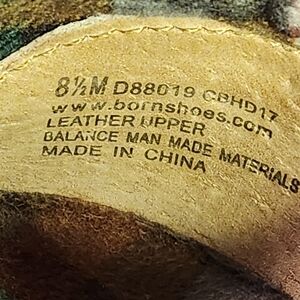 8½M D88019 CBHD17
www.bornshoes.com
LEATHER UPPER
BALANCE MAN MADE MATERIALS
MADE IN CHINA